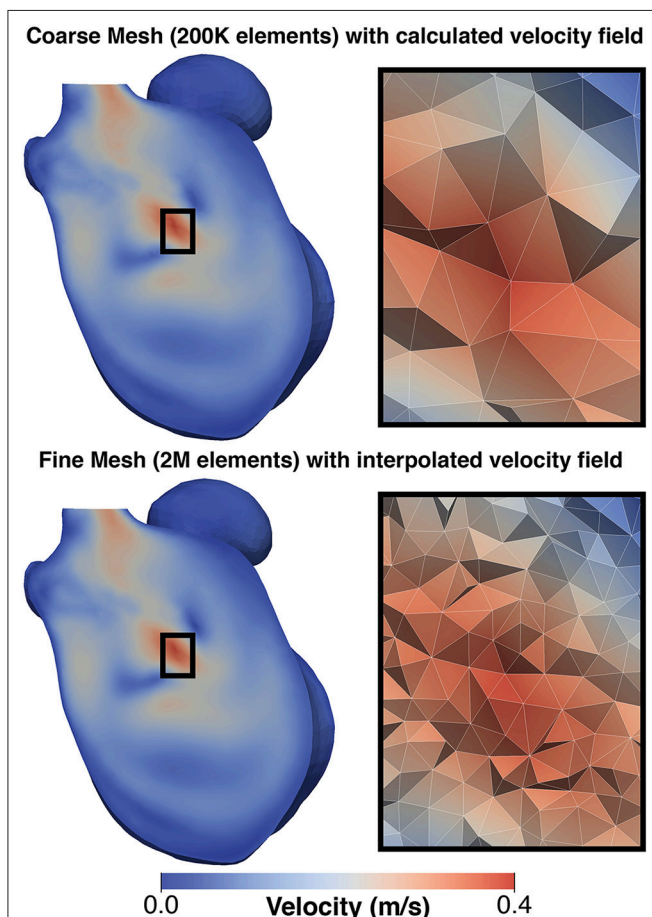 Coarse Mesh (200K elements) with calculated velocity field
Fine Mesh (2M elements) with interpolated velocity field
0.0 Velocity (m/s) 0.4